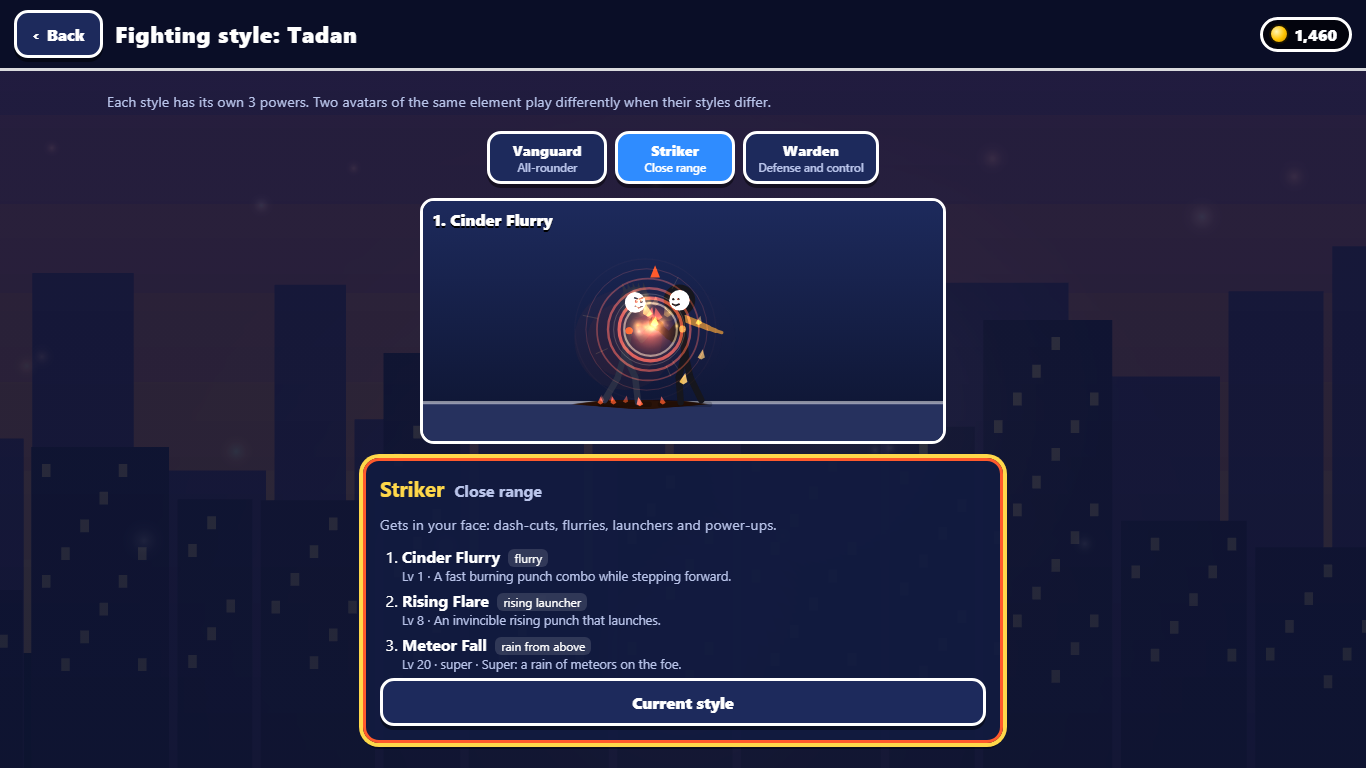 ‹ Back
Fighting style: Tadan
1,460
Each style has its own 3 powers. Two avatars of the same element play differently when their styles differ.
Vanguard
All-rounder
Striker
Close range
Warden
Defense and control
1. Cinder Flurry
Striker Close range
Gets in your face: dash-cuts, flurries, launchers and power-ups.
1. Cinder Flurry flurry
Lv 1 · A fast burning punch combo while stepping forward.
2. Rising Flare rising launcher
Lv 8 · An invincible rising punch that launches.
3. Meteor Fall rain from above
Lv 20 · super · Super: a rain of meteors on the foe.
Current style